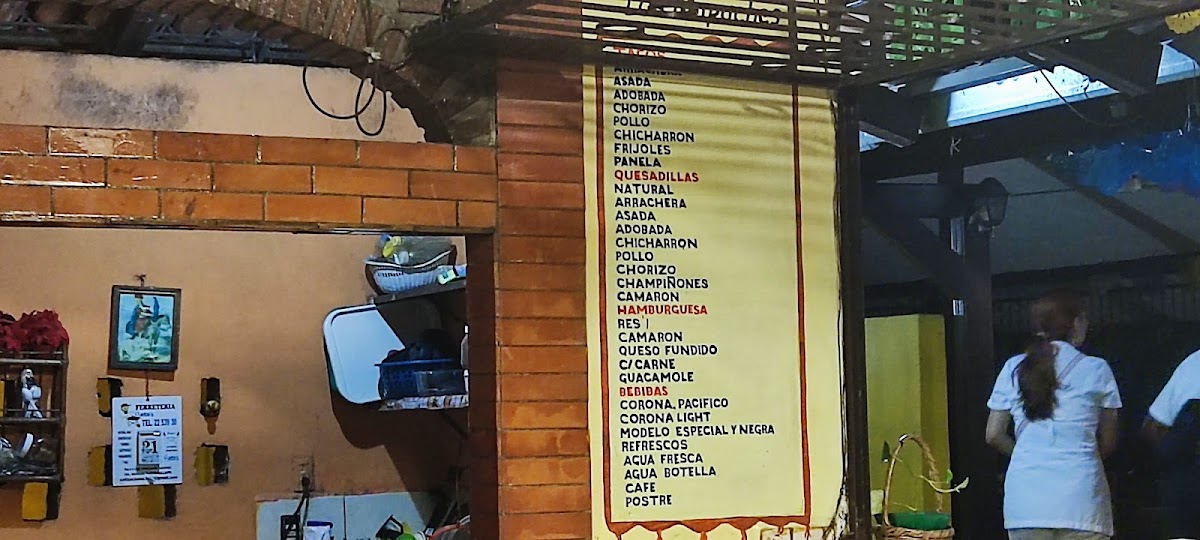 TACOS
ARRACHERA
ASADA
ADOBADA
CHORIZO
POLLO
CHICHARRON
FRIJOLES
PANELA
QUESADILLAS
NATURAL
ARRACHERA
ASADA
ADOBADA
CHICHARRON
POLLO
CHORIZO
CHAMPIÑONES
CAMARON
HAMBURGUESA
RES
CAMARON
QUESO FUNDIDO
C/CARNE
GUACAMOLE
BEBIDAS
CORONA, PACIFICO
CORONA LIGHT
MODELO ESPECIAL Y NEGRA
REFRESCOS
AGUA FRESCA
AGUA BOTELLA
CAFE
POSTRE
FERRETERIA
21
K